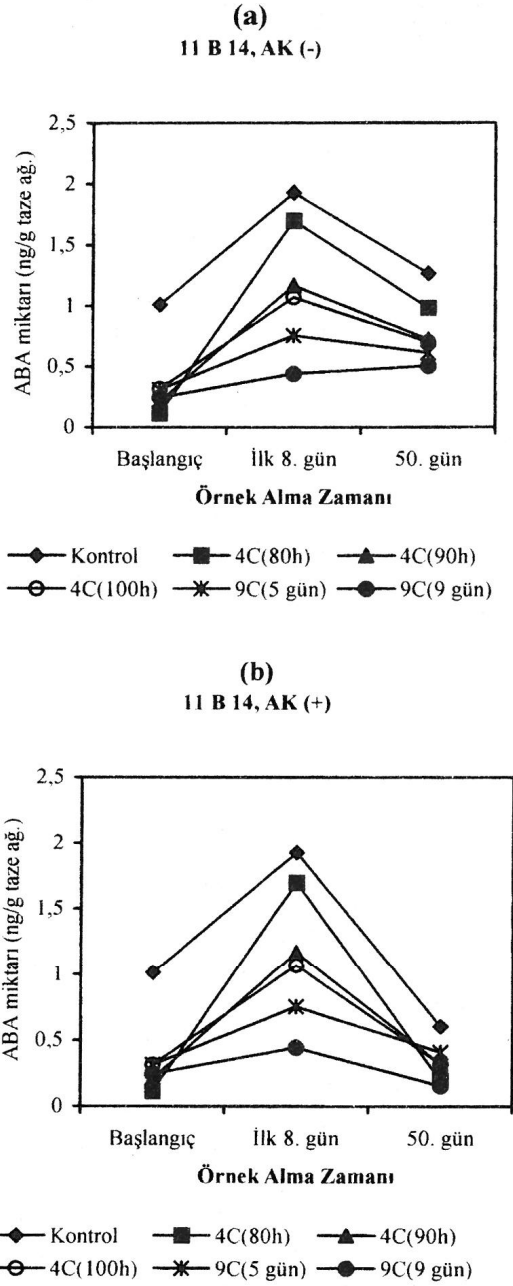 (a)
11 B 14, AK (-)
2,5
2
1,5
1
0,5
0
ABA miktarı (ng/g taze ağ.)
Başlangıç İlk 8. gün 50. gün
Örnek Alma Zamanı
Kontrol 4C(80h) 4C(90h)
4C(100h) 9C(5 gün) 9C(9 gün)
(b)
11 B 14, AK (+)
2,5
2
1,5
1
0,5
0
ABA miktarı (ng/g taze ağ.)
Başlangıç İlk 8. gün 50. gün
Örnek Alma Zamanı
Kontrol 4C(80h) 4C(90h)
4C(100h) 9C(5 gün) 9C(9 gün)